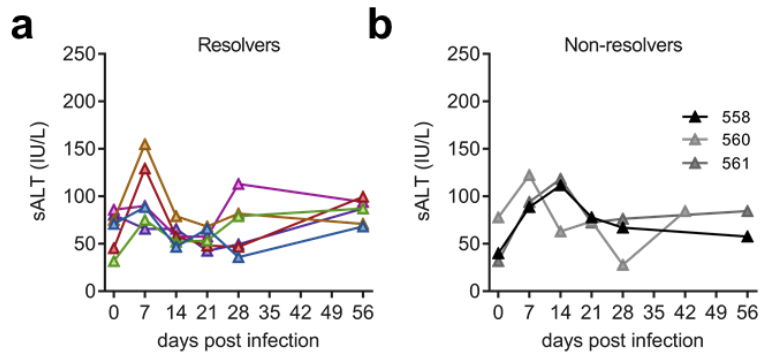 a
Resolvers
250
200
150
100
50
0
sALT (IU/L)
0 7 14 21 28 35 42 49 56
days post infection
b
Non-resolvers
250
200
150
100
50
0
sALT (IU/L)
558
560
561
0 7 14 21 28 35 42 49 56
days post infection